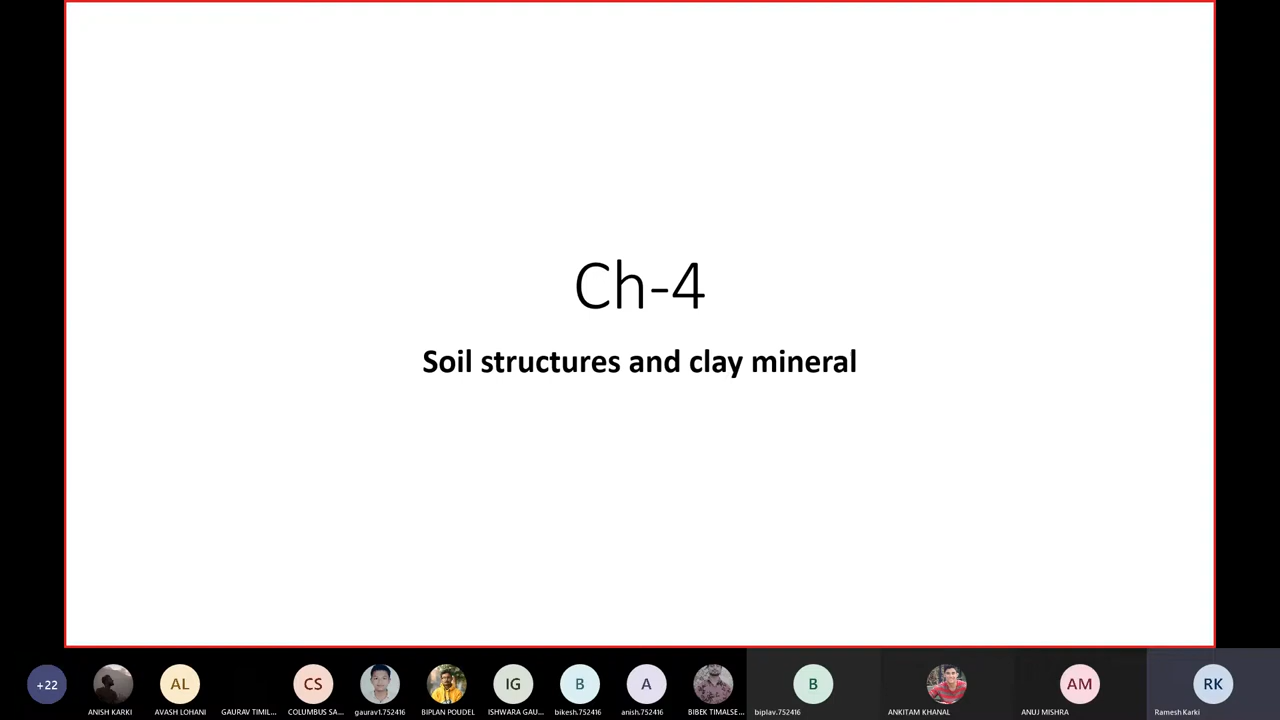 Ch-4
Soil structures and clay mineral
+22
AL
CS
IG
B
A
B
AM
RK
ANISH KARKI
AVASH LOHANI
GAURAV TIMIL...
COLUMBUS SA...
gaurav1.752416
BIPLAN POUDEL
ISHWARA GAU...
bikesh.752416
anish.752416
BIBEK TIMALSE...
biplav.752416
ANKITAM KHANAL
ANUJ MISHRA
Ramesh Karki